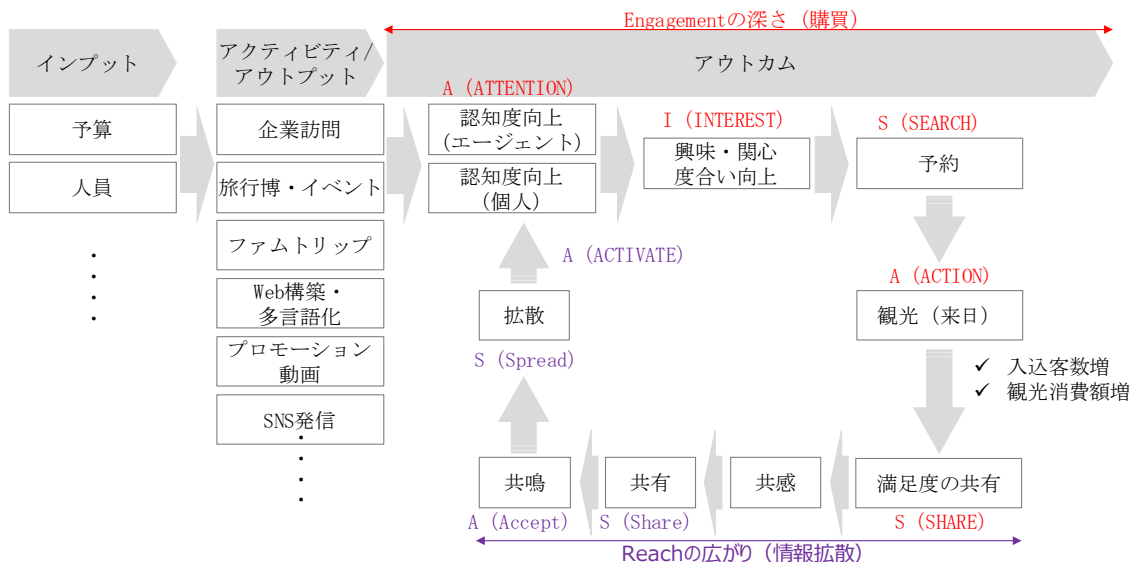 Engagementの深さ（購買）
インプット
アクティビティ/
アウトプット
アウトカム
A (ATTENTION)
I (INTEREST)
S (SEARCH)
予算
人員
・
・
・
・
企業訪問
旅行博・イベント
ファムトリップ
Web構築・
多言語化
プロモーション
動画
SNS発信
・
・
・
・
認知度向上
(エージェント)
認知度向上
(個人)
興味・関心
度合い向上
予約
A (ACTIVATE)
A (ACTION)
拡散
観光（来日）
S (Spread)
✓ 入込客数増
✓ 観光消費額増
共鳴
共有
共感
満足度の共有
A (Accept)
S (Share)
S (SHARE)
Reachの広がり（情報拡散）